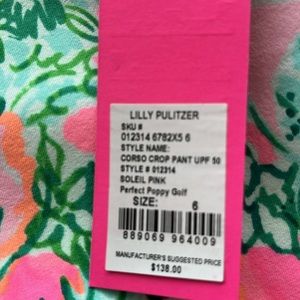 LILLY PULITZER
SKU #
012314 6782X5 6
STYLE NAME:
CORSO CROP PANT UPF 50
STYLE # 012314
SOLEIL PINK
Perfect Poppy Golf
SIZE: 6
889069 964009
MANUFACTURER'S SUGGESTED PRICE
$138.00